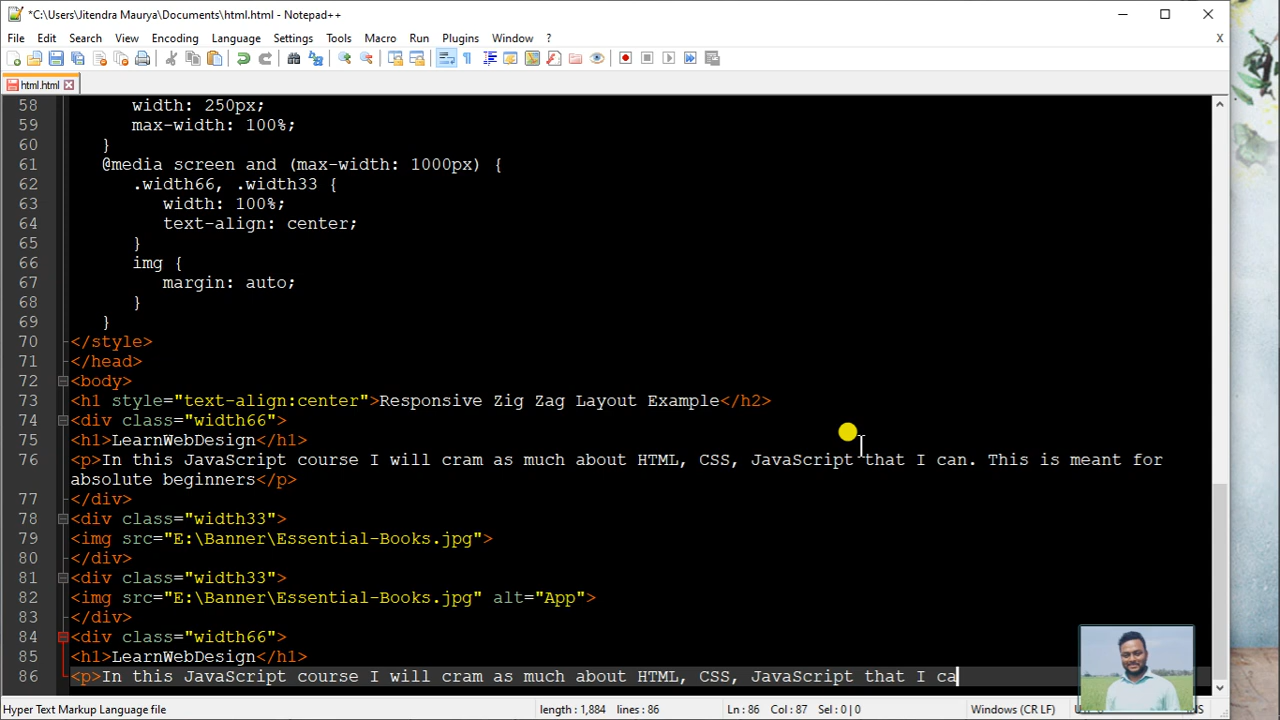 *C:\Users\Jitendra Maurya\Documents\html.html - Notepad++
File Edit Search View Encoding Language Settings Tools Macro Run Plugins Window ? X
html.html
58 width: 250px;
59 max-width: 100%;
60 }
61 @media screen and (max-width: 1000px) {
62 .width66, .width33 {
63 width: 100%;
64 text-align: center;
65 }
66 img {
67 margin: auto;
68 }
69 }
70 </style>
71 </head>
72 <body>
73 <h1 style="text-align:center">Responsive Zig Zag Layout Example</h2>
74 <div class="width66">
75 <h1>LearnWebDesign</h1>
76 <p>In this JavaScript course I will cram as much about HTML, CSS, JavaScript that I can. This is meant for
absolute beginners</p>
77 </div>
78 <div class="width33">
79 <img src="E:\Banner\Essential-Books.jpg">
80 </div>
81 <div class="width33">
82 <img src="E:\Banner\Essential-Books.jpg" alt="App">
83 </div>
84 <div class="width66">
85 <h1>LearnWebDesign</h1>
86 <p>In this JavaScript course I will cram as much about HTML, CSS, JavaScript that I ca
Hyper Text Markup Language file length : 1,884 lines : 86 Ln : 86 Col : 87 Sel : 0 | 0 Windows (CR LF)